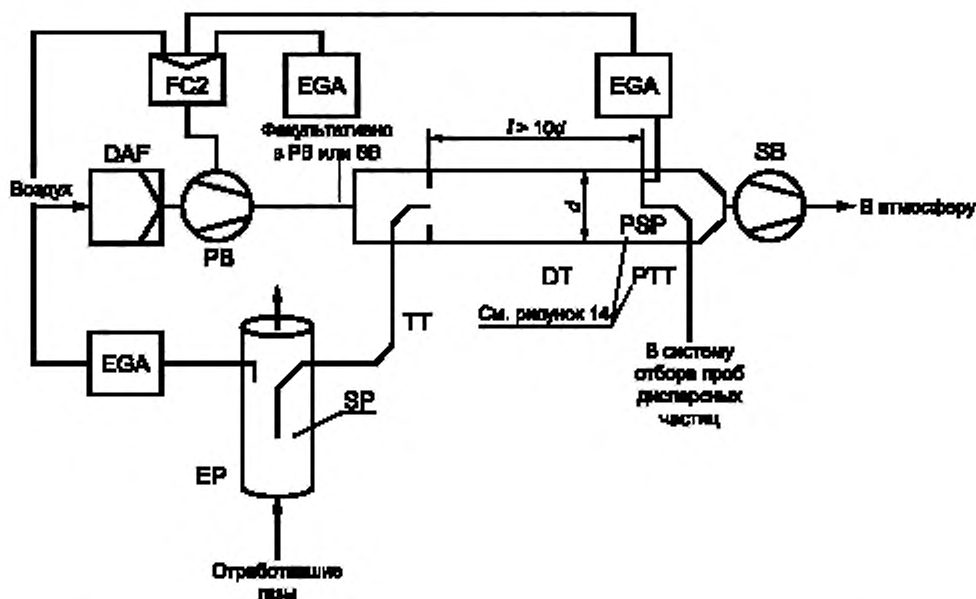 FC2
EGA
EGA
Факультативно
в РВ или SB
l > 10d
DAF
SB
Воздух
d
В атмосферу
PB
PSP
DT
PTT
См. рисунок 14
TT
EGA
В систему
отбора проб
дисперсных
частиц
SP
EP
Отработавшие
газы